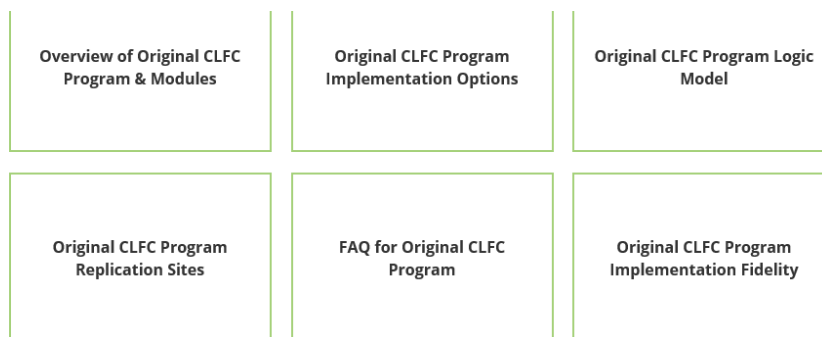 Overview of Original CLFC
Program & Modules
Original CLFC Program
Implementation Options
Original CLFC Program Logic
Model
Original CLFC Program
Replication Sites
FAQ for Original CLFC
Program
Original CLFC Program
Implementation Fidelity